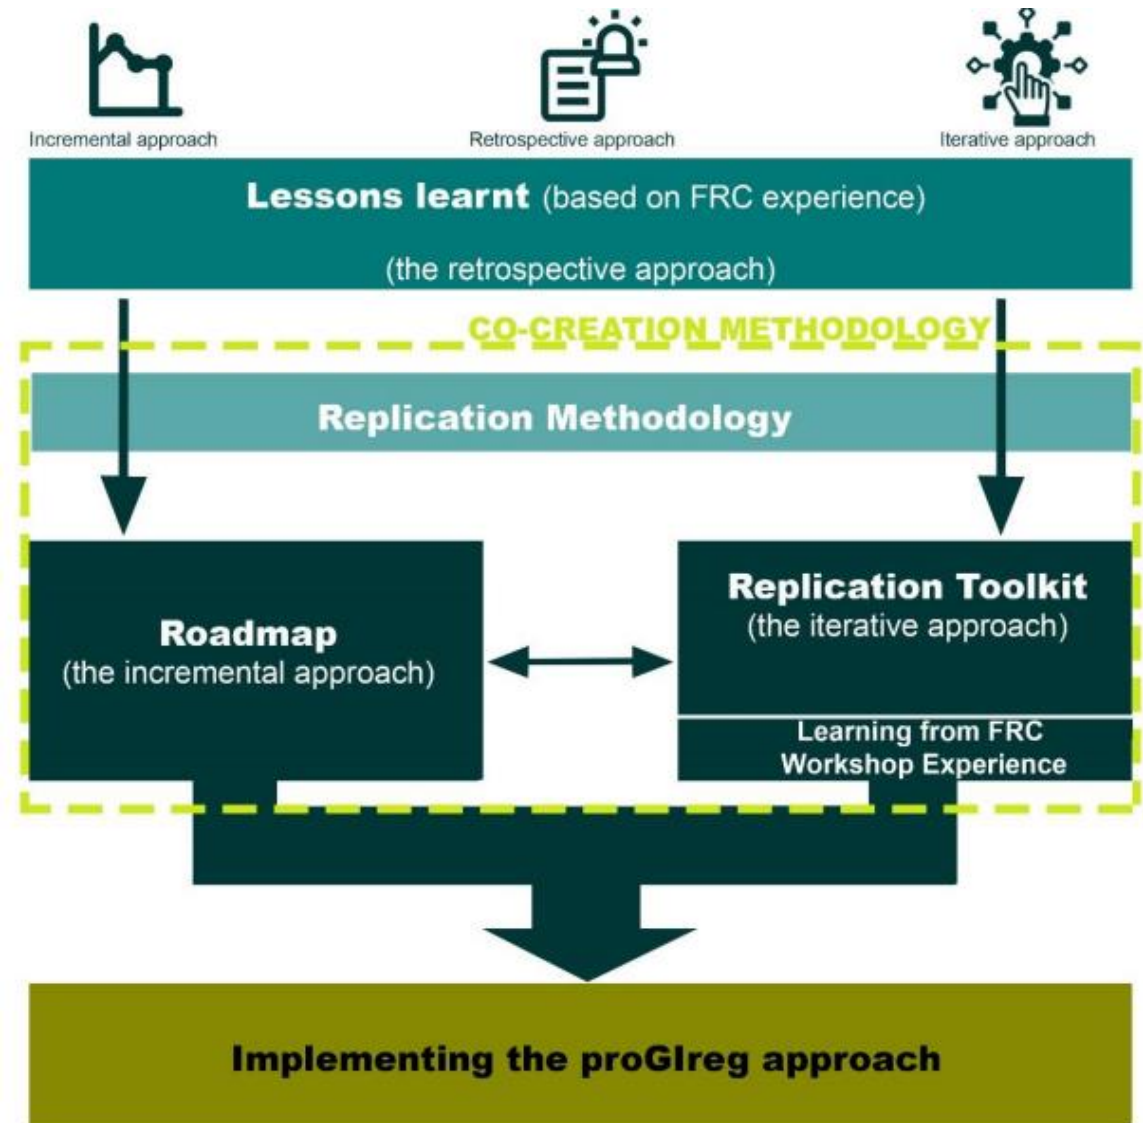 Incremental approach
Retrospective approach
Iterative approach
Lessons learnt (based on FRC experience)
(the retrospective approach)
CO-CREATION METHODOLOGY
Replication Methodology
Roadmap
(the incremental approach)
Replication Toolkit
(the iterative approach)
Learning from FRC
Workshop Experience
Implementing the proGIreg approach